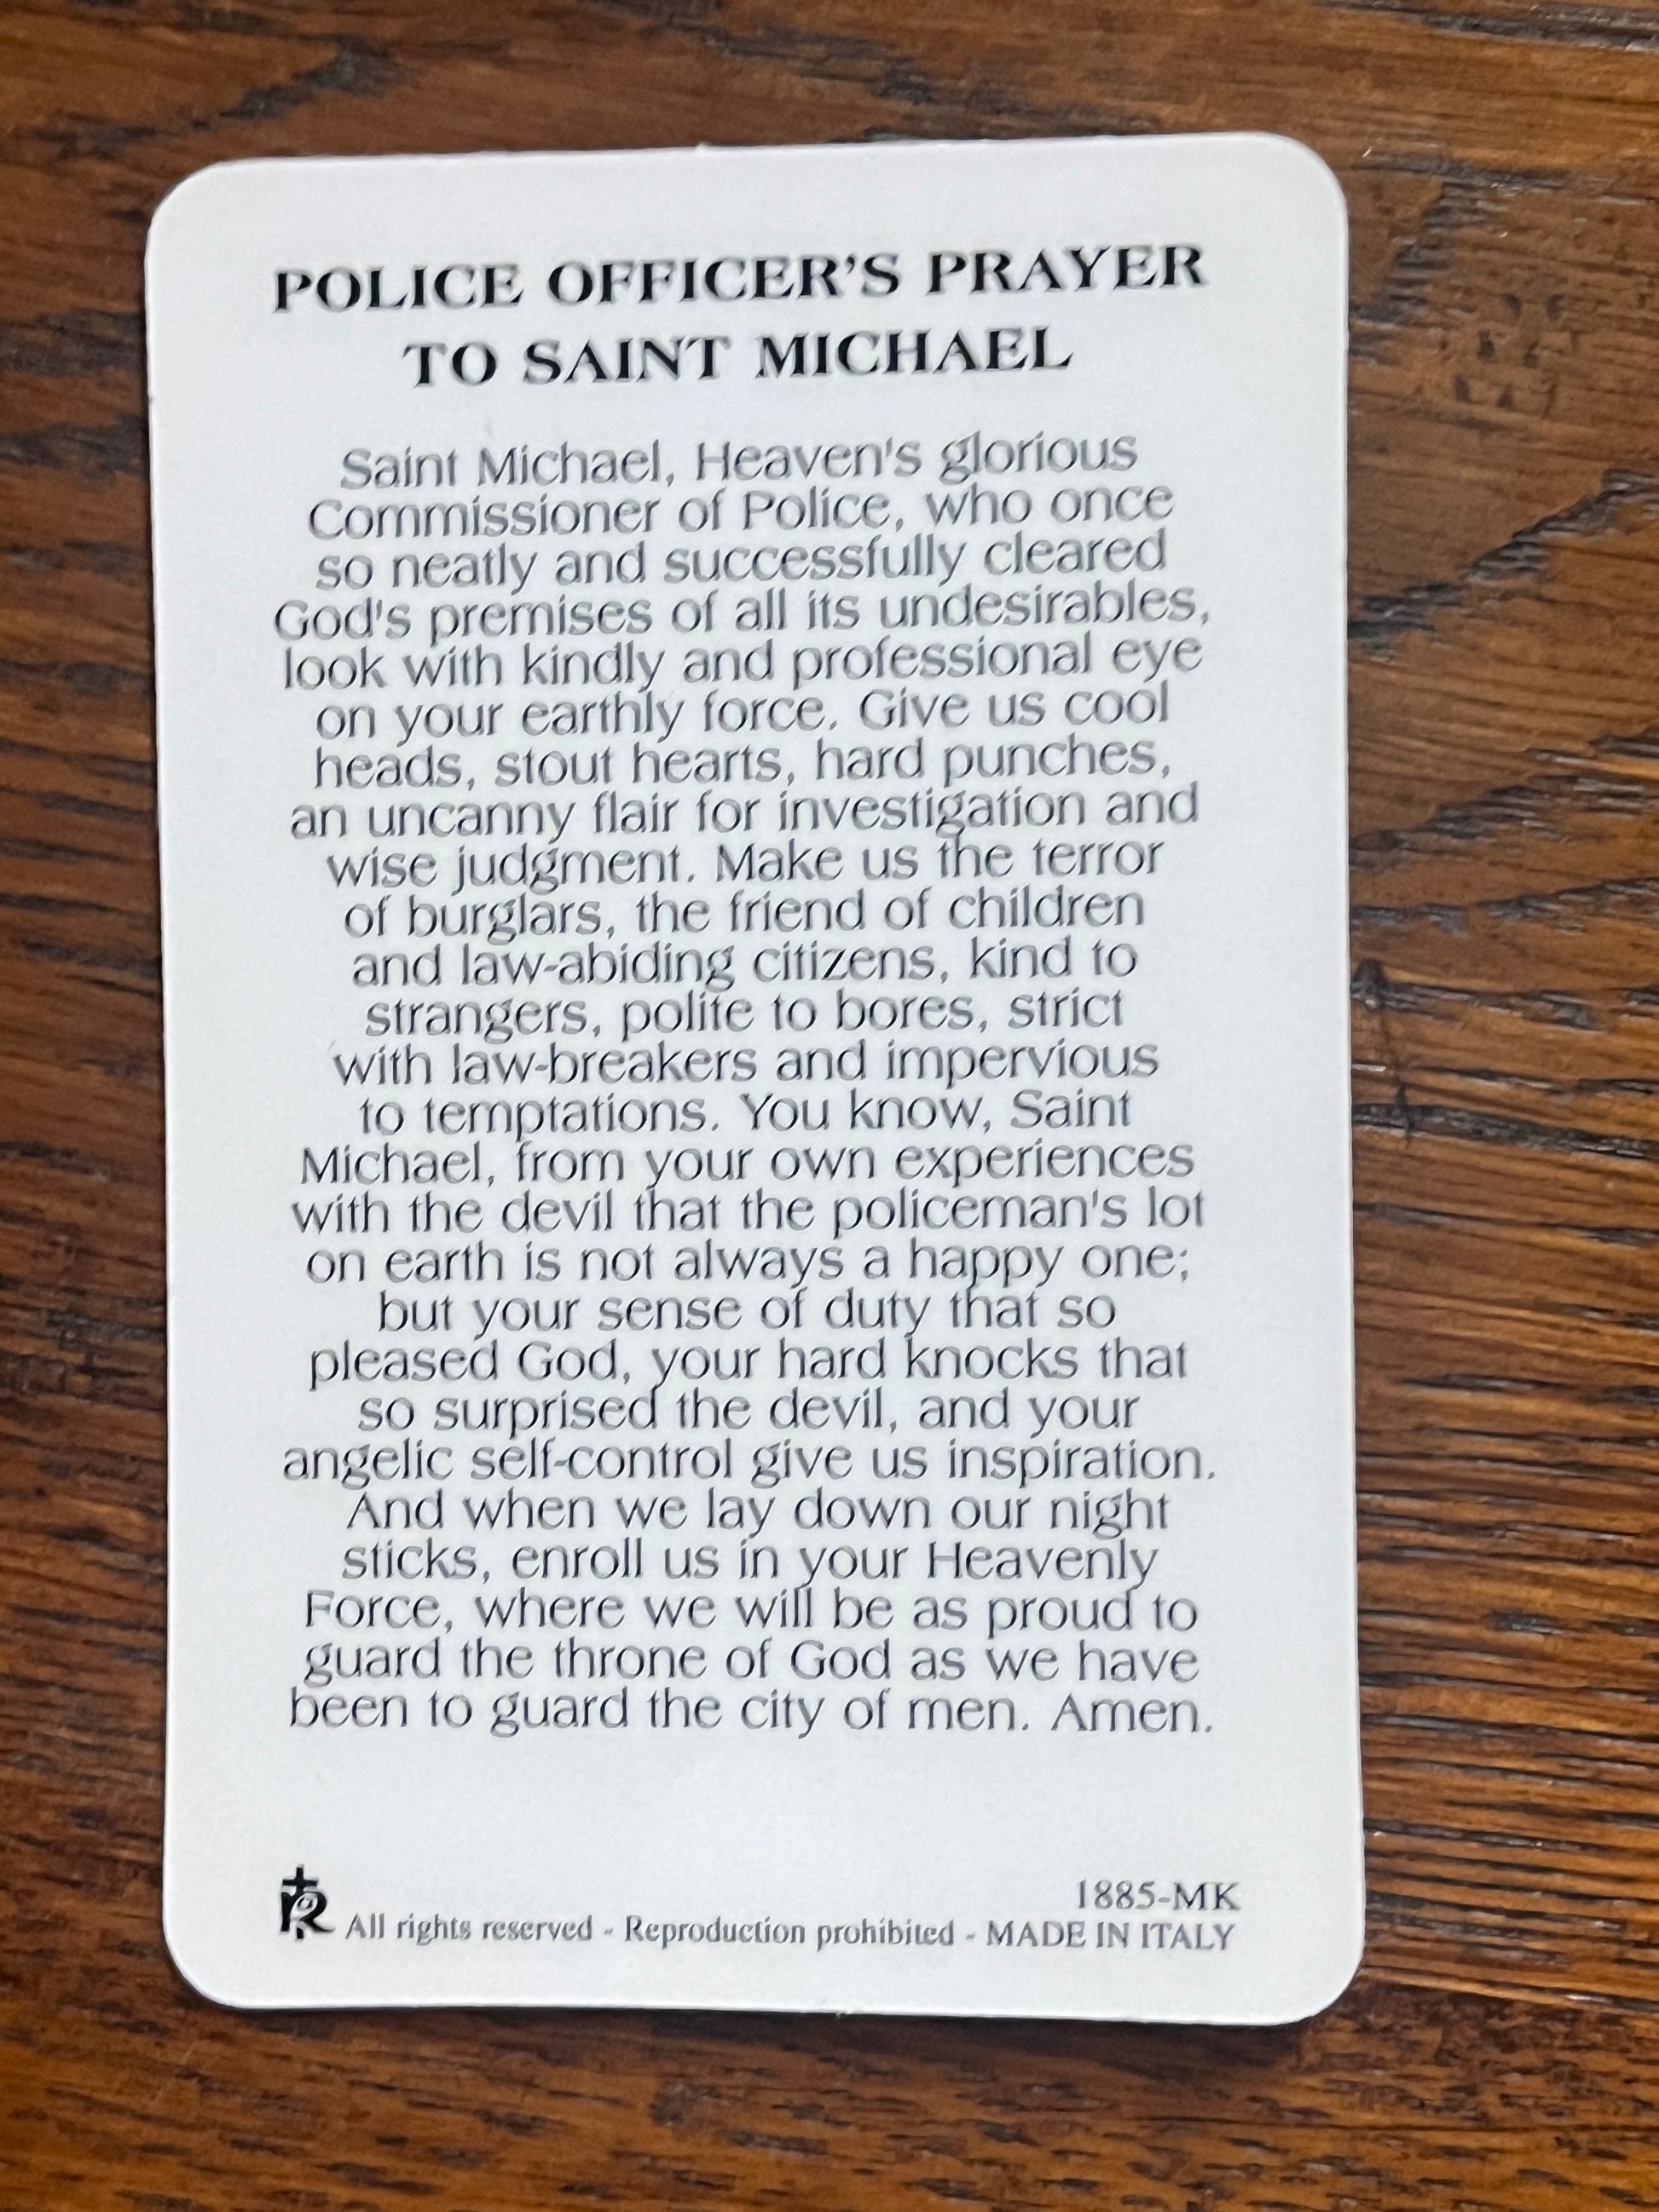 POLICE OFFICER’S PRAYER
TO SAINT MICHAEL
Saint Michael, Heaven's glorious
Commissioner of Police, who once
so neatly and successfully cleared
God's premises of all its undesirables,
look with kindly and professional eye
on your earthly force. Give us cool
heads, stout hearts, hard punches,
an uncanny flair for investigation and
wise judgment. Make us the terror
of burglars, the friend of children
and law-abiding citizens, kind to
strangers, polite to bores, strict
with law-breakers and impervious
to temptations. You know, Saint
Michael, from your own experiences
with the devil that the policeman's lot
on earth is not always a happy one;
but your sense of duty that so
pleased God, your hard knocks that
so surprised the devil, and your
angelic self-control give us inspiration.
And when we lay down our night
sticks, enroll us in your Heavenly
Force, where we will be as proud to
guard the throne of God as we have
been to guard the city of men. Amen.
1885-MK
All rights reserved - Reproduction prohibited - MADE IN ITALY